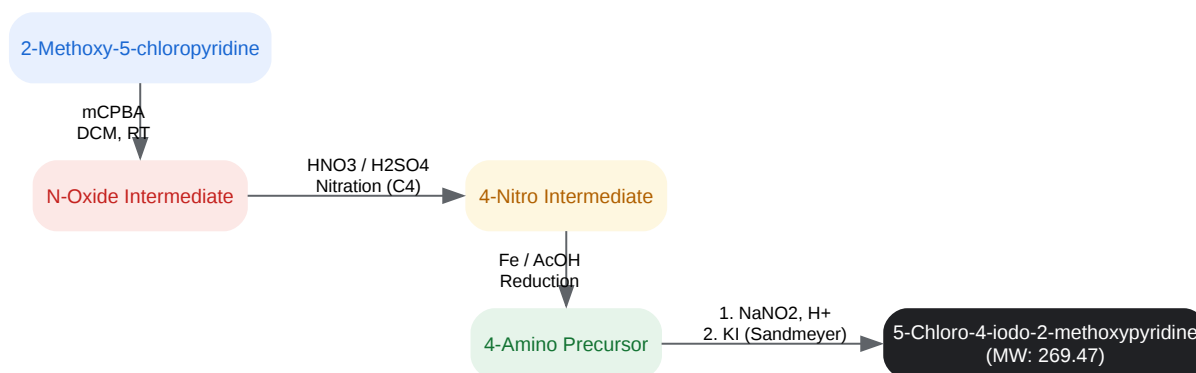 2-Methoxy-5-chloropyridine
mCPBA
DCM, RT
N-Oxide Intermediate
HNO3 / H2SO4
Nitration (C4)
4-Nitro Intermediate
Fe / AcOH
Reduction
4-Amino Precursor
1. NaNO2, H+
2. KI (Sandmeyer)
5-Chloro-4-iodo-2-methoxypyridine
(MW: 269.47)